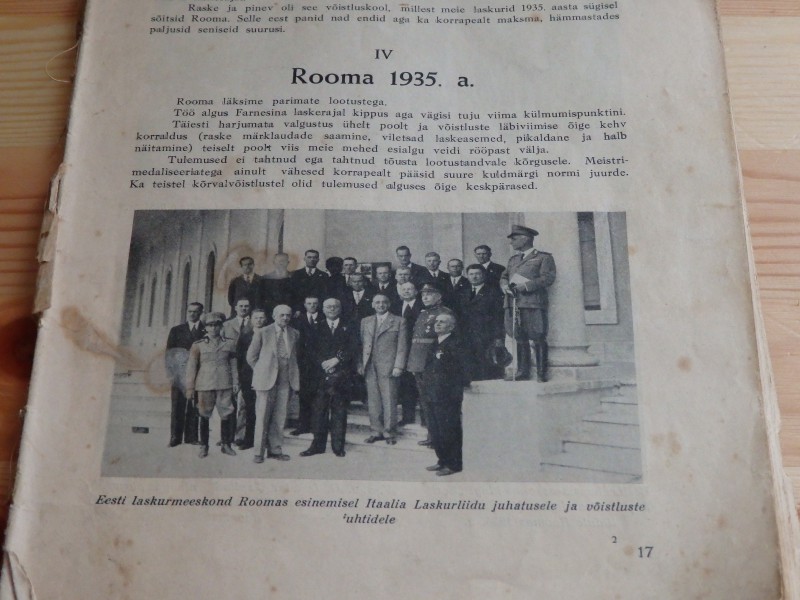 Raske ja pinev oli see võistluskool, millest meie laskurid 1935. aasta sügisel
sõitsid Rooma. Selle eest panid nad endid aga ka korrapealt maksma, hämmastades
paljusid seniseid suurusi.
IV
Rooma 1935. a.
Rooma läksime parimate lootustega.
Töö algus Farnesina laskerajal kippus aga vägisi tuju viima külmumispunktini.
Täiesti harjumata valgustus ühelt poolt ja võistluste läbiviimise õige kehv
korraldus (raske märklaudade saamine, viletsad laskeasemed, pikaldane ja halb
näitamine) teiselt poolt viis meie mehed esialgu veidi rööpast välja.
Tulemused ei tahtnud ega tahtnud tõusta lootustandvale kõrgusele. Meistri-
medaliseeriatega ainult vähesed korrapealt pääsid suure kuldmärgi normi juurde.
Ka teistel kõrvalvõistlustel olid tulemused alguses õige keskpärased.
Eesti laskurmeeskond Roomas esinemisel Itaalia Laskurliidu juhatusele ja võistluste
uhtidele
2
17